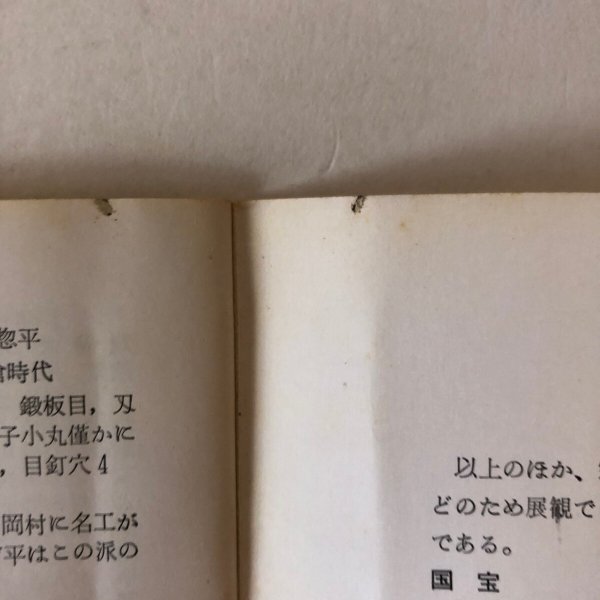 惣平
倉時代
鍛板目，刃
子小丸僅かに
，目釘穴4
岡村に名工が
平はこの派の
以上のほか、
どのため展観で
である。
国宝